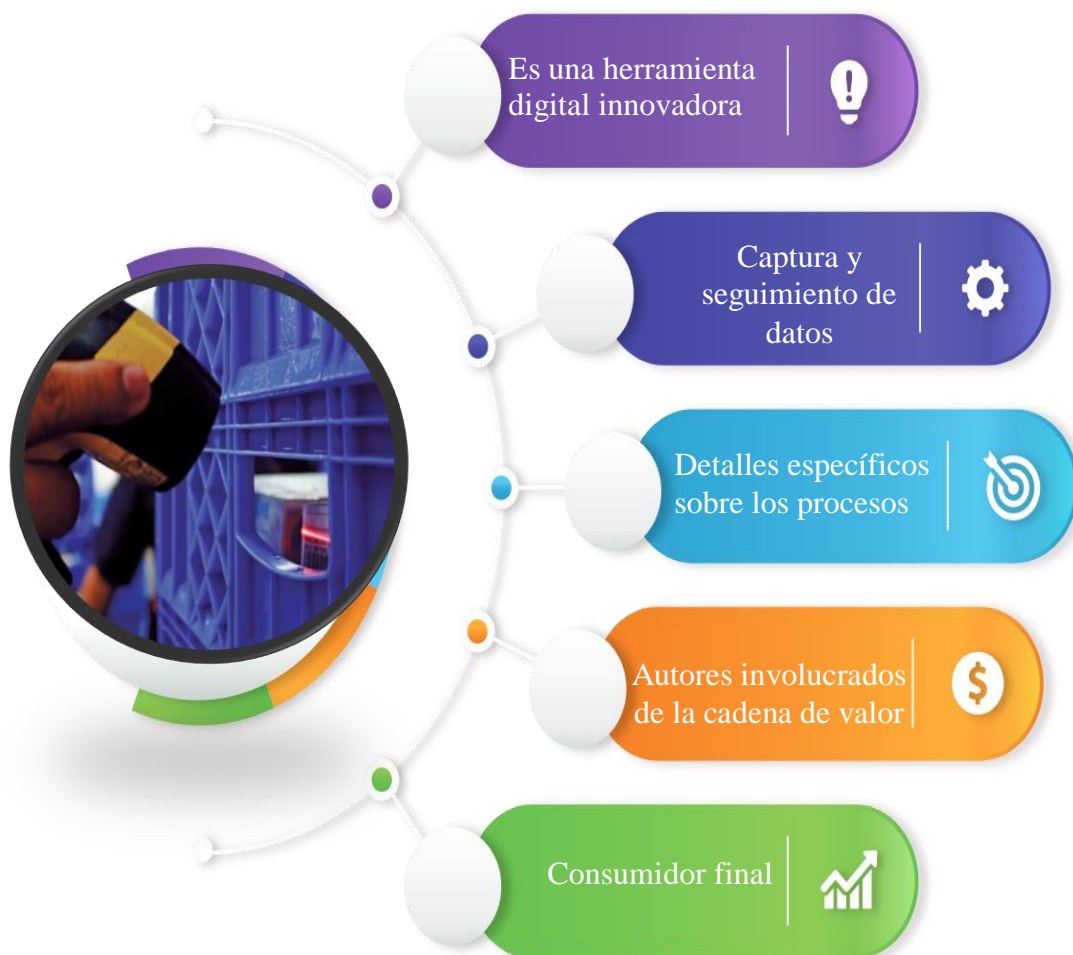 Es una herramienta
digital innovadora
Captura y
seguimiento de
datos
Detalles específicos
sobre los procesos
Autores involucrados
de la cadena de valor
Consumidor final